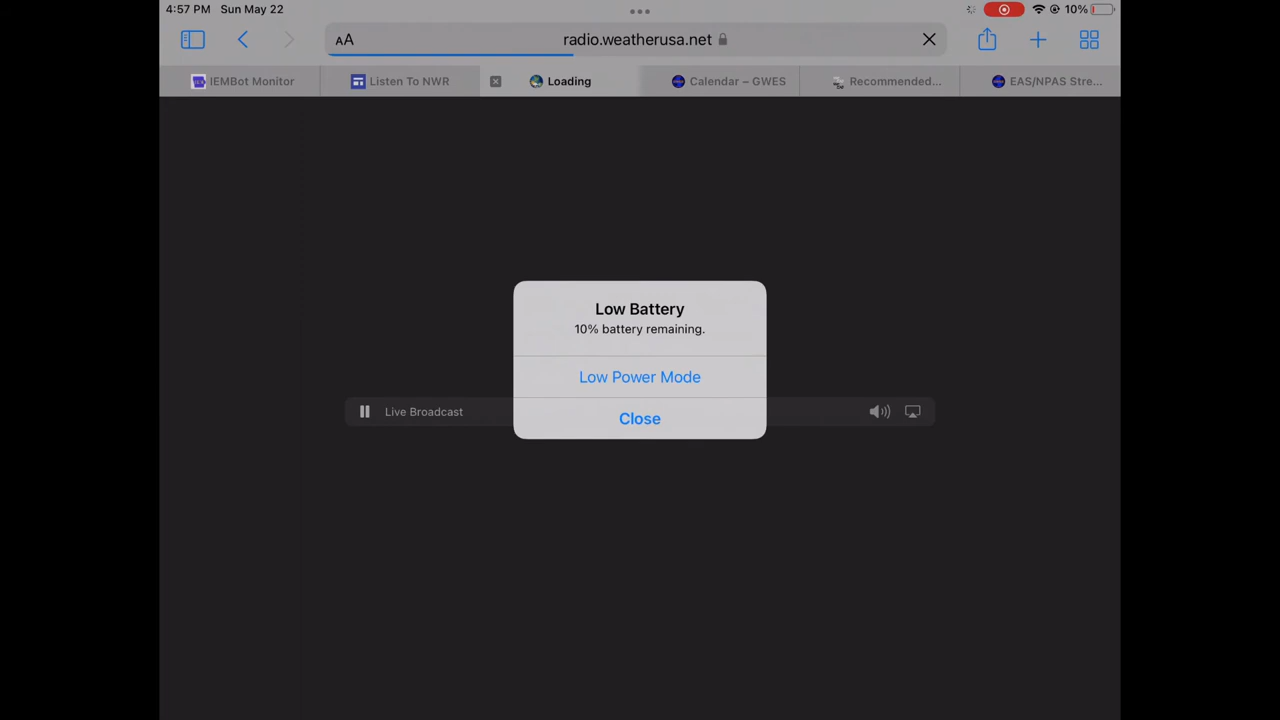 4:57 PM Sun May 22
10%
AA
radio.weatherusa.net
IEMBot Monitor
Listen To NWR
Loading
Calendar – GWES
Recommended...
EAS/NPAS Stre...
Low Battery
10% battery remaining.
Low Power Mode
Live Broadcast
Close